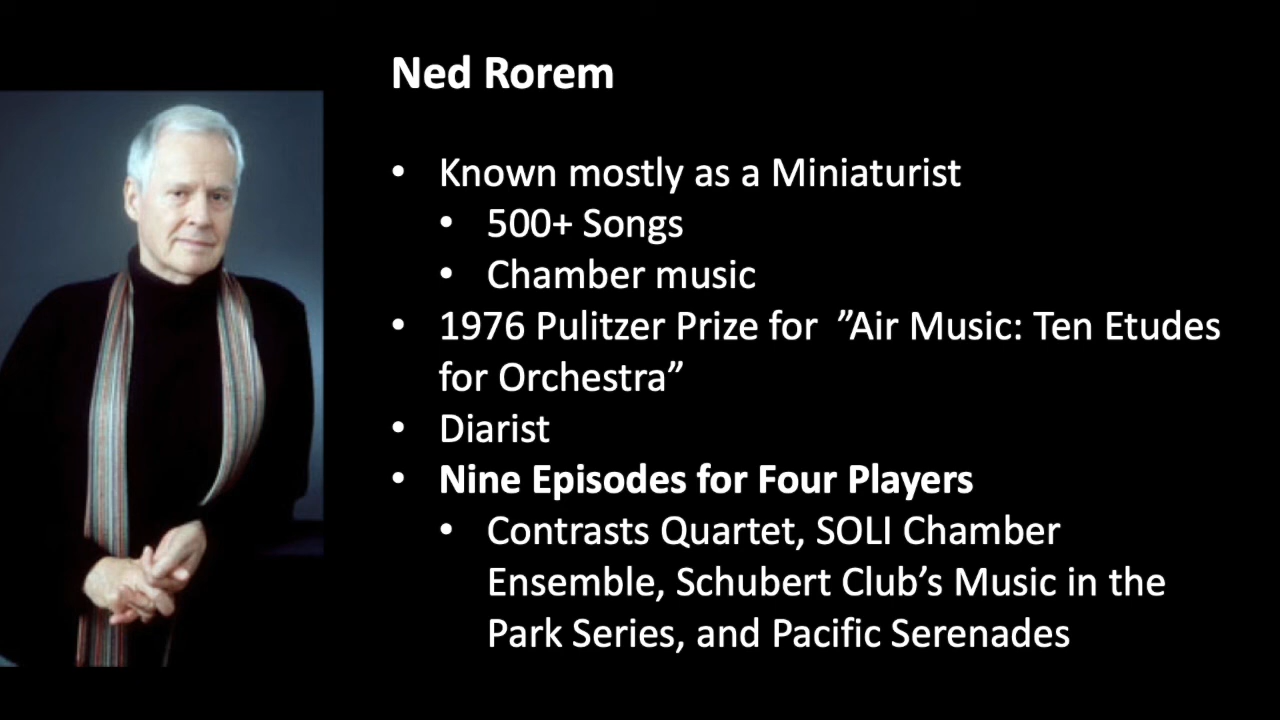 Ned Rorem
• Known mostly as a Miniaturist
• 500+ Songs
• Chamber music
• 1976 Pulitzer Prize for ”Air Music: Ten Etudes
for Orchestra”
• Diarist
• Nine Episodes for Four Players
• Contrasts Quartet, SOLI Chamber
Ensemble, Schubert Club’s Music in the
Park Series, and Pacific Serenades